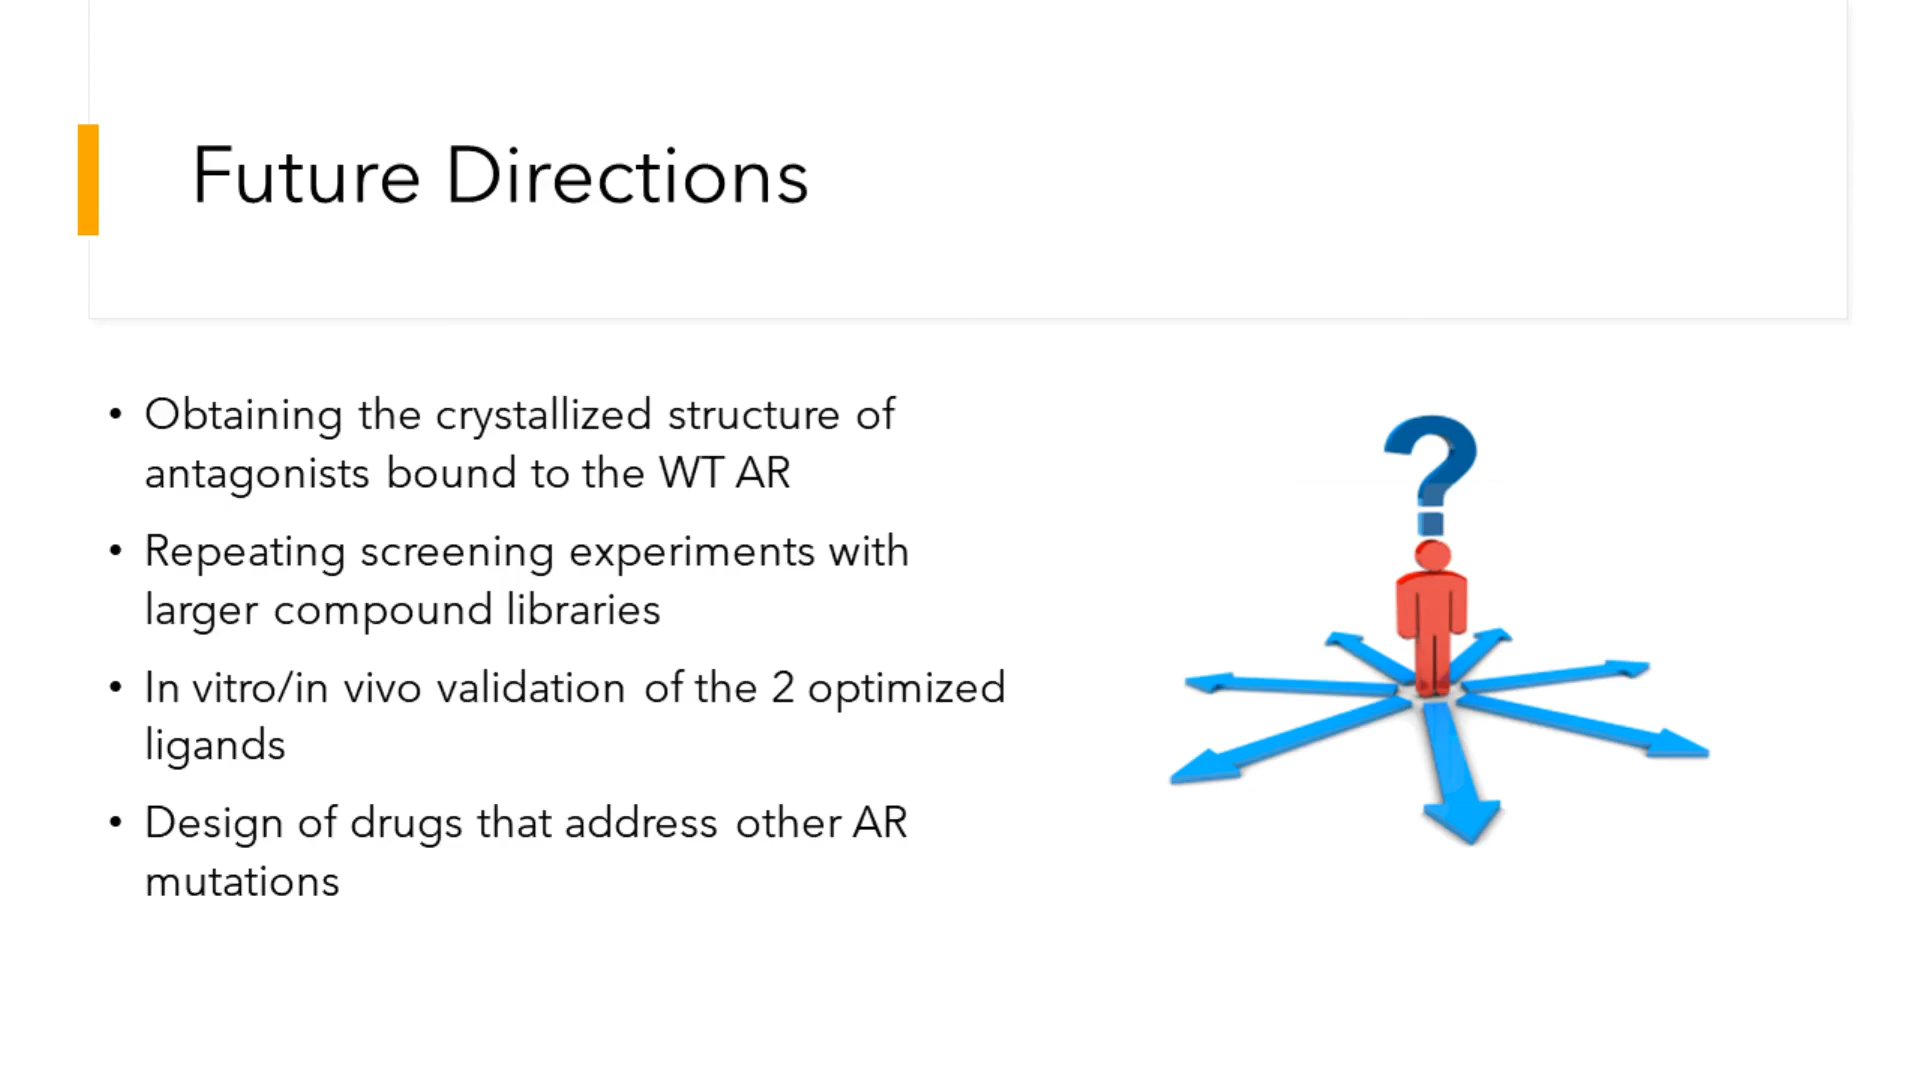 Future Directions
• Obtaining the crystallized structure of
antagonists bound to the WT AR
• Repeating screening experiments with
larger compound libraries
• In vitro/in vivo validation of the 2 optimized
ligands
• Design of drugs that address other AR
mutations
?